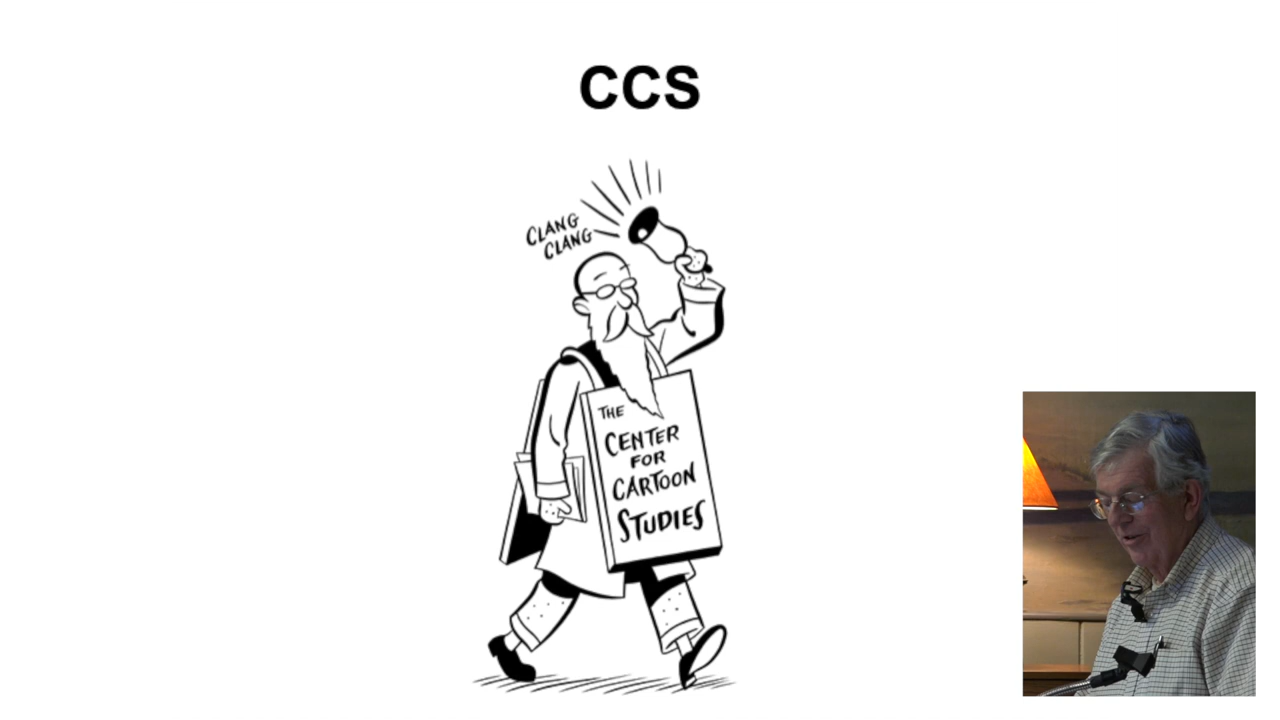 CCS
CLANG
CLANG
THE
CENTER
FOR
CARTOON
STUDIES